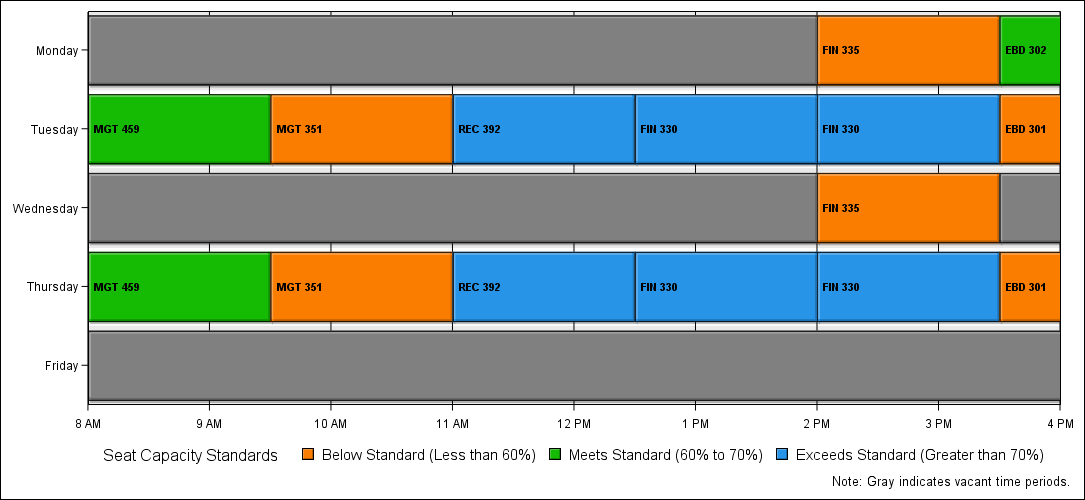 Monday FIN 335 EBD 302
Tuesday MGT 459 MGT 351 REC 392 FIN 330 FIN 330 EBD 301
Wednesday FIN 335
Thursday MGT 459 MGT 351 REC 392 FIN 330 FIN 330 EBD 301
Friday
8 AM 9 AM 10 AM 11 AM 12 PM 1 PM 2 PM 3 PM 4 PM
Seat Capacity Standards Below Standard (Less than 60%) Meets Standard (60% to 70%) Exceeds Standard (Greater than 70%)
Note: Gray indicates vacant time periods.